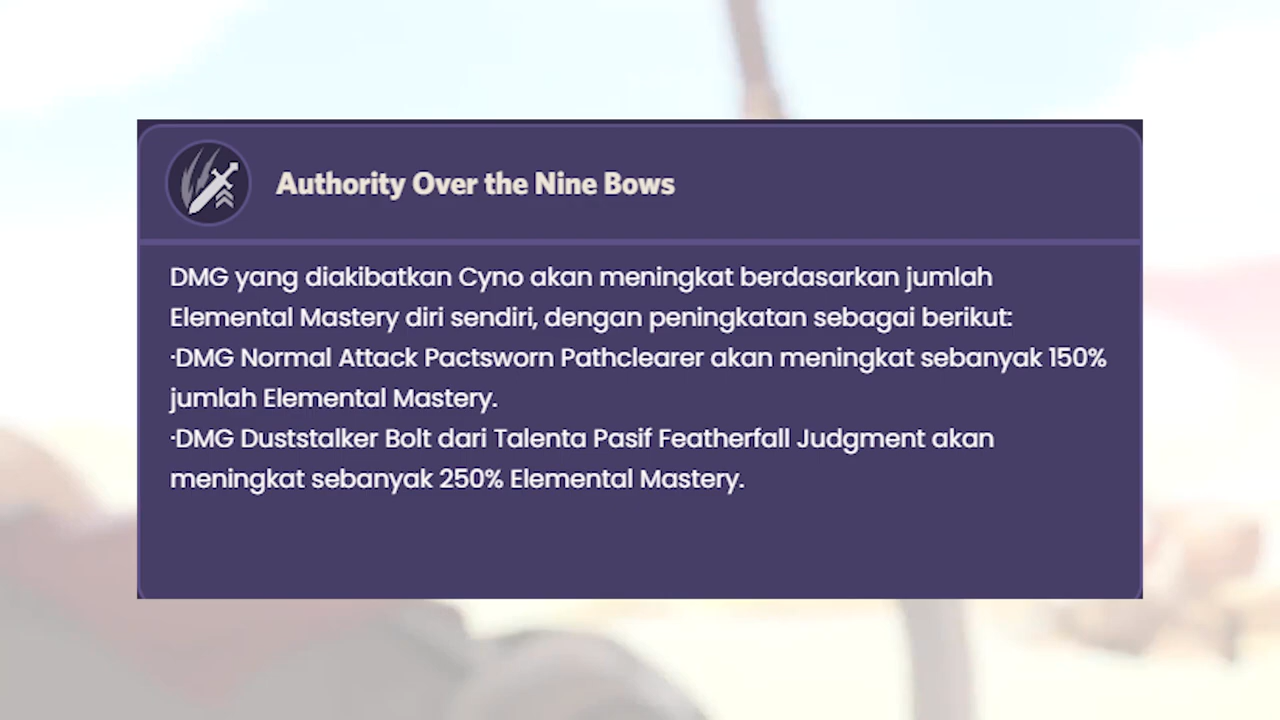 Authority Over the Nine Bows
DMG yang diakibatkan Cyno akan meningkat berdasarkan jumlah
Elemental Mastery diri sendiri, dengan peningkatan sebagai berikut:
·DMG Normal Attack Pactsworn Pathclearer akan meningkat sebanyak 150%
jumlah Elemental Mastery.
·DMG Duststalker Bolt dari Talenta Pasif Featherfall Judgment akan
meningkat sebanyak 250% Elemental Mastery.